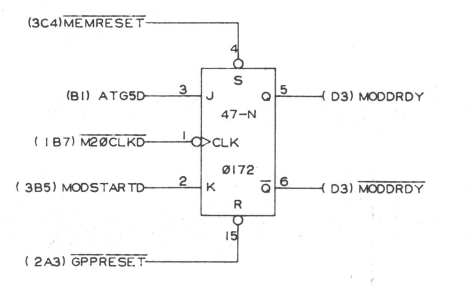 (3C4) MEMRESET
4
S
(B1) ATG5D 3 J Q 5 (D3) MODDRDY
47-N
(1B7) M20CLKD 1 CLK
0172
(3B5) MODSTARTD 2 K Q 6 (D3) MODDRDY
R
15
(2A3) GPPRESET